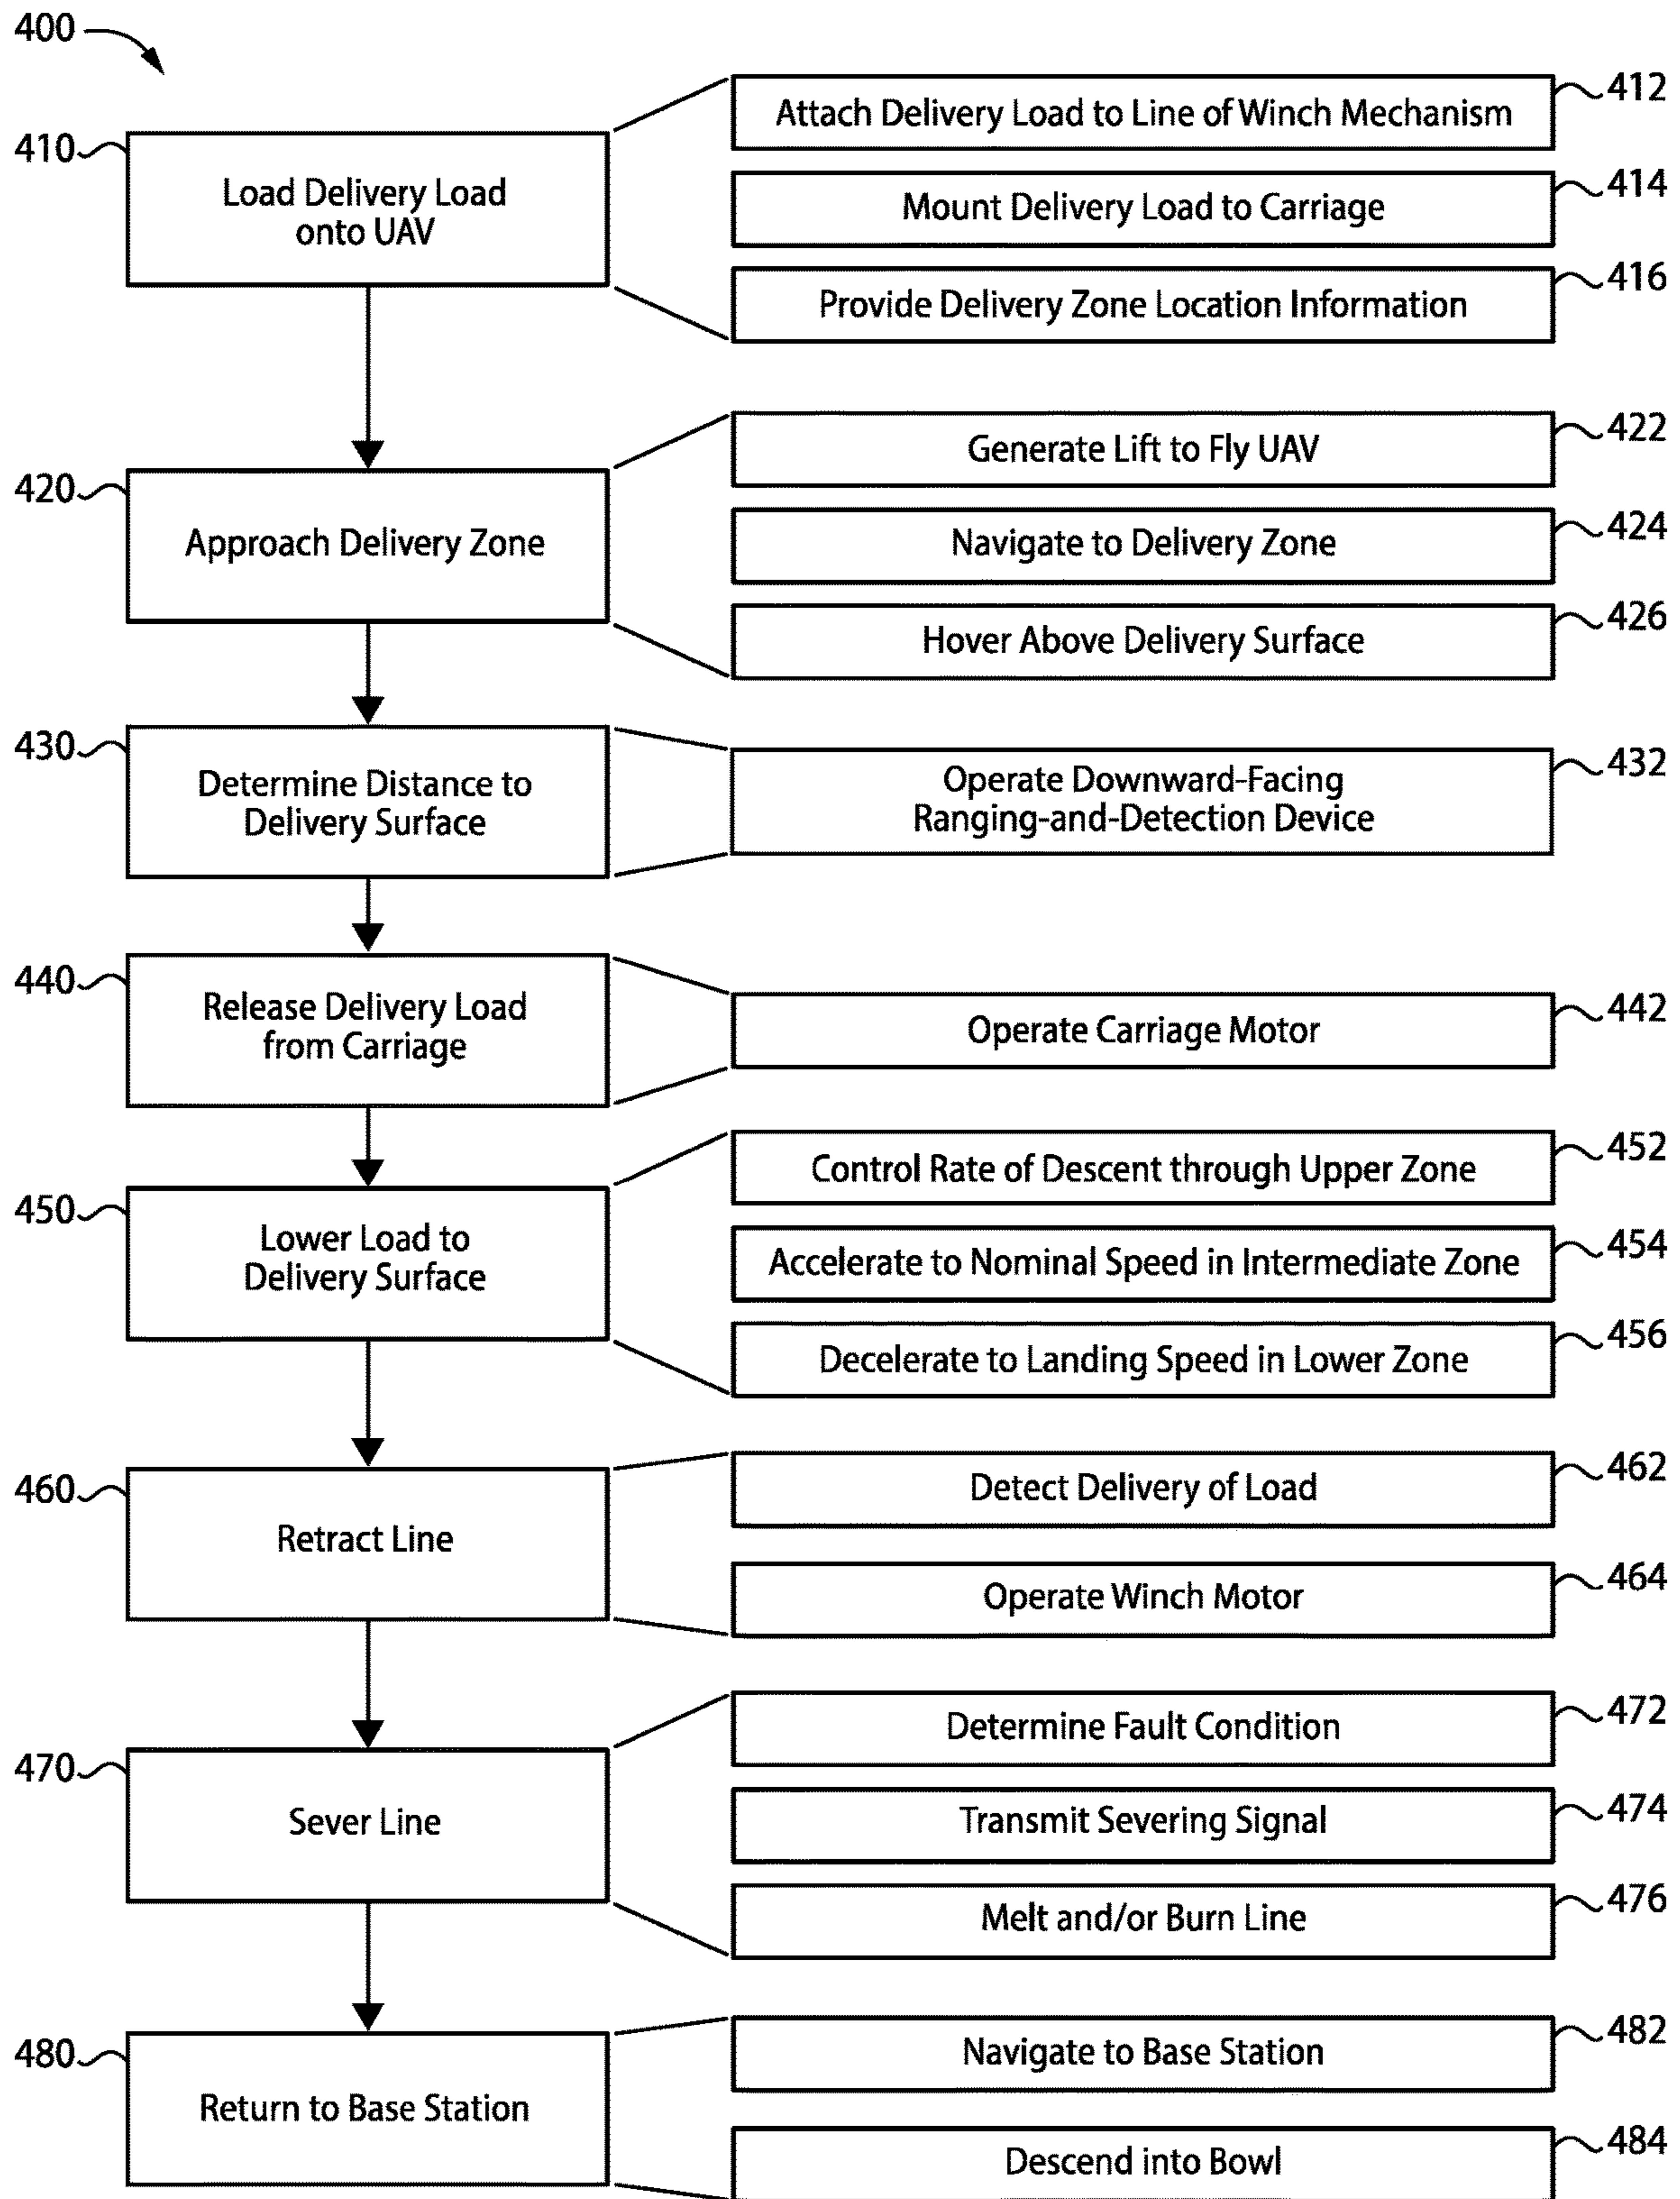 400
410
Load Delivery Load
onto UAV
412
Attach Delivery Load to Line of Winch Mechanism
414
Mount Delivery Load to Carriage
416
Provide Delivery Zone Location Information
420
Approach Delivery Zone
422
Generate Lift to Fly UAV
424
Navigate to Delivery Zone
426
Hover Above Delivery Surface
430
Determine Distance to
Delivery Surface
432
Operate Downward-Facing
Ranging-and-Detection Device
440
Release Delivery Load
from Carriage
442
Operate Carriage Motor
450
Lower Load to
Delivery Surface
452
Control Rate of Descent through Upper Zone
454
Accelerate to Nominal Speed in Intermediate Zone
456
Decelerate to Landing Speed in Lower Zone
460
Retract Line
462
Detect Delivery of Load
464
Operate Winch Motor
470
Sever Line
472
Determine Fault Condition
474
Transmit Severing Signal
476
Melt and/or Burn Line
480
Return to Base Station
482
Navigate to Base Station
484
Descend into Bowl